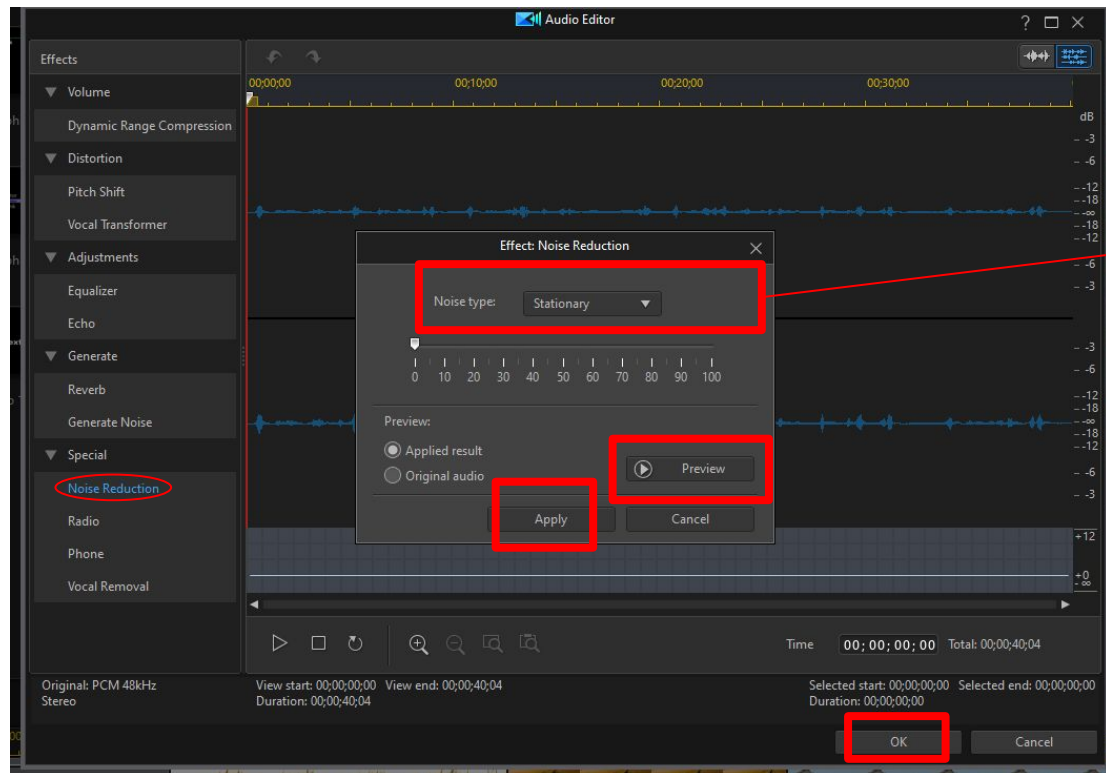 Audio Editor
?
Effects
Volume
Dynamic Range Compression
Distortion
Pitch Shift
Vocal Transformer
Adjustments
Equalizer
Echo
Generate
Reverb
Generate Noise
Special
Noise Reduction
Radio
Phone
Vocal Removal
00;00;00 00;10;00 00;20;00 00;30;00
dB
-3
-6
-12
-18
-∞
-18
-12
-6
-3
Effect: Noise Reduction
Noise type: Stationary
0 10 20 30 40 50 60 70 80 90 100
Preview:
Applied result
Original audio
Preview
Apply Cancel
-3
-6
-12
-18
-∞
-18
-12
-6
-3
+12
+0
-∞
Time 00; 00; 00; 00 Total: 00;00;40;04
Original: PCM 48kHz
Stereo
View start: 00;00;00;00 View end: 00;00;40;04
Duration: 00;00;40;04
Selected start: 00;00;00;00 Selected end: 00;00;00;00
Duration: 00;00;00;00
OK Cancel